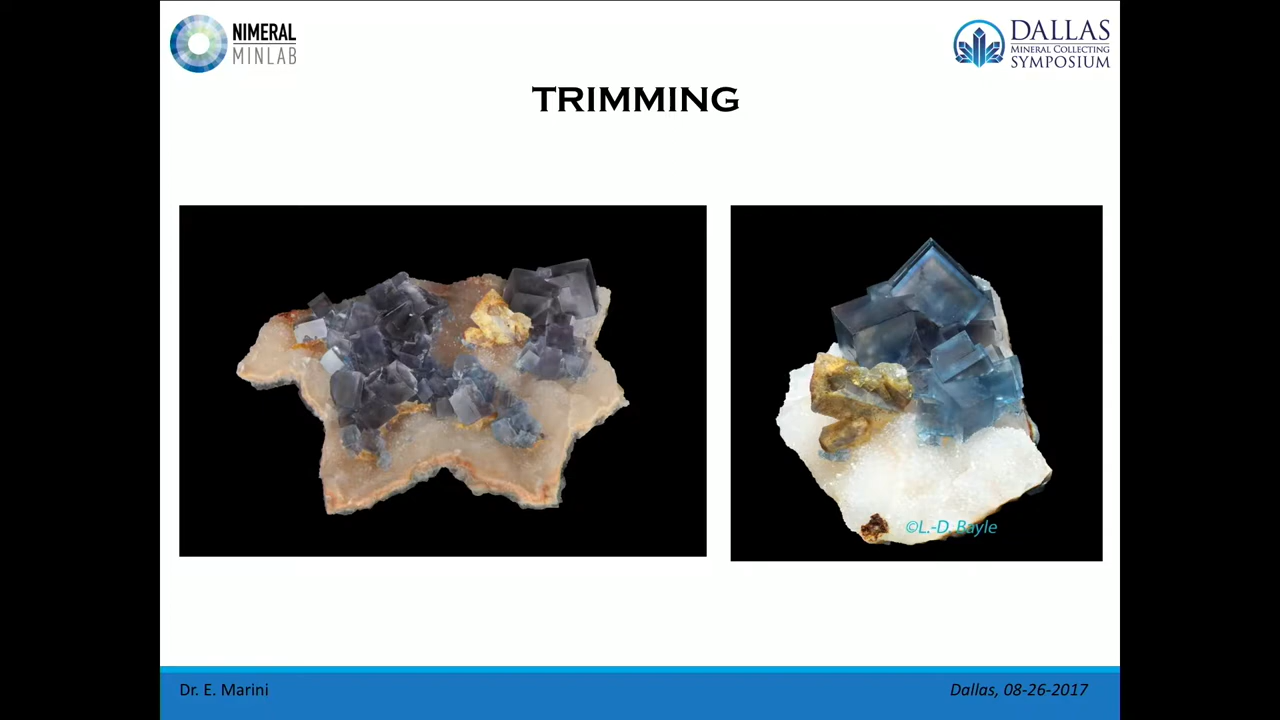 NIMERAL
MINLAB
DALLAS
MINERAL COLLECTING
SYMPOSIUM
TRIMMING
©L.-D. Bayle
Dr. E. Marini
Dallas, 08-26-2017